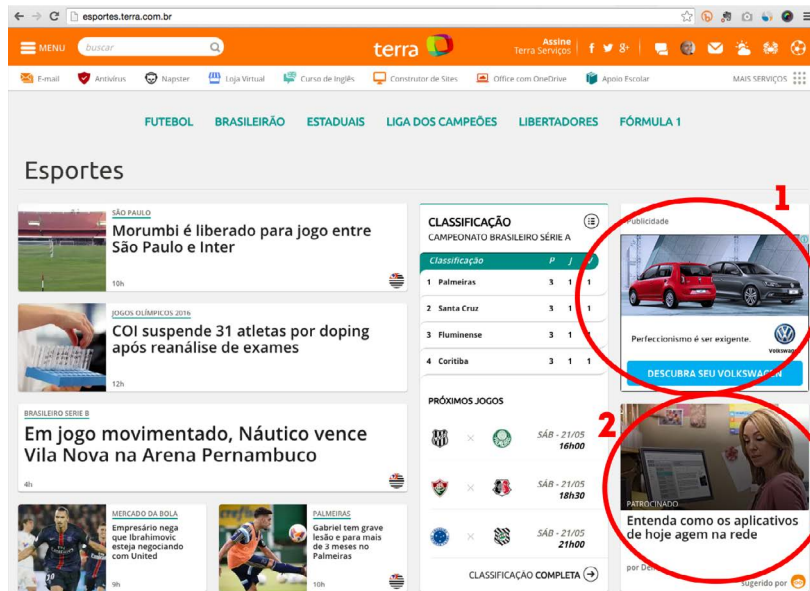 esportes.terra.com.br
MENU
buscar
terra
Assine
Terra Serviços
E-mail
Antivírus
Napster
Loja Virtual
Curso de Inglês
Construtor de Sites
Office com OneDrive
Apoio Escolar
MAIS SERVIÇOS
FUTEBOL
BRASILEIRÃO
ESTADUAIS
LIGA DOS CAMPEÕES
LIBERTADORES
FÓRMULA 1
Esportes
SÃO PAULO
Morumbi é liberado para jogo entre
São Paulo e Inter
10h
JOGOS OLÍMPICOS 2016
COI suspende 31 atletas por doping
após reanálise de exames
12h
BRASILEIRO SERIE B
Em jogo movimentado, Náutico vence
Vila Nova na Arena Pernambuco
4h
MERCADO DA BOLA
Empresário nega
que Ibrahimovic
esteja negociando
com United
9h
PALMEIRAS
Gabriel tem grave
lesão e para mais
de 3 meses no
Palmeiras
10h
CLASSIFICAÇÃO
CAMPEONATO BRASILEIRO SÉRIE A
Classificação P J V
1 Palmeiras 3 1 1
2 Santa Cruz 3 1 1
3 Fluminense 3 1 1
4 Coritiba 3 1 1
PRÓXIMOS JOGOS
SÁB - 21/05
16h00
SÁB - 21/05
18h30
SÁB - 21/05
21h00
CLASSIFICAÇÃO COMPLETA
1
Publicidade
Perfeccionismo é ser exigente.
Volkswagen
DESCUBRA SEU VOLKSWAGEN
2
PATROCINADO
Entenda como os aplicativos
de hoje agem na rede
por
sugerido por